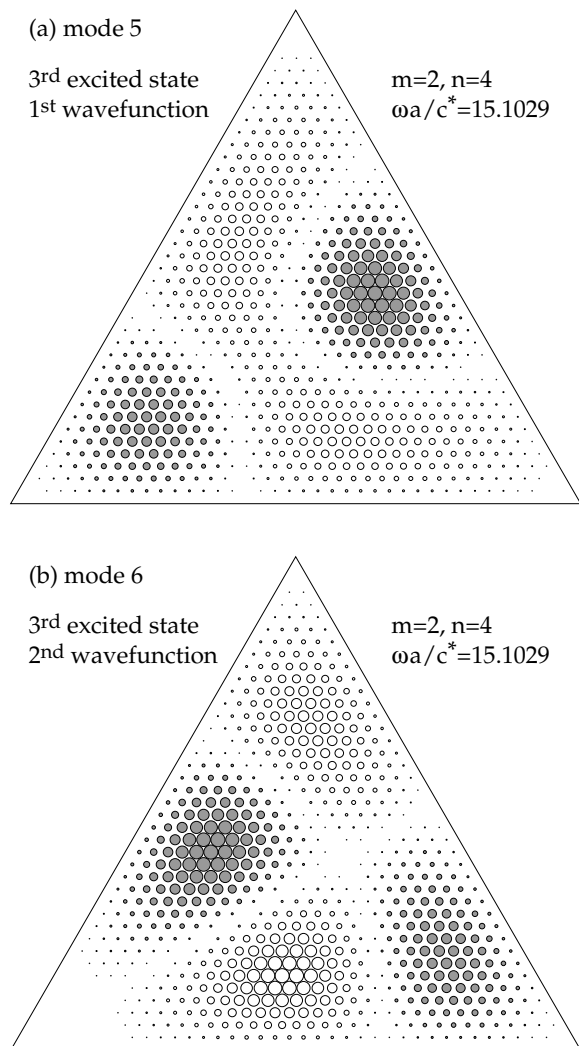 (a) mode 5
3rd excited state
1st wavefunction
m=2, n=4
ωa/c*=15.1029
(b) mode 6
3rd excited state
2nd wavefunction
m=2, n=4
ωa/c*=15.1029